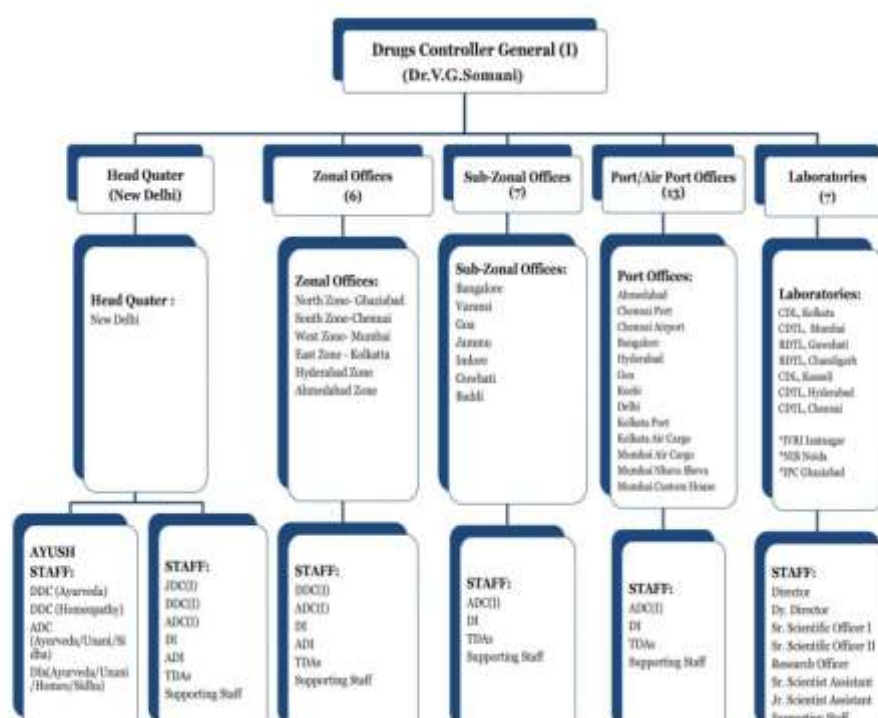 Drugs Controller General (I)
(Dr.V.G.Somani)
Head Quater
(New Delhi)
Zonal Offices
(6)
Sub-Zonal Offices
(7)
Port/Air Port Offices
(13)
Laboratories
(7)
Head Quater :
New Delhi
Zonal Offices:
North Zone- Ghaziabad
South Zone-Chennai
West Zone- Mumbai
East Zone - Kolkatta
Hyderabad Zone
Ahmedabad Zone
Sub-Zonal Offices:
Bangalore
Goa
Jammu
Indore
Guwhati
Baddi
Port Offices:
Ahmedabad
Chennai Port
Chennai Airport
Bangalore
Hyderabad
Goa
Kochi
Delhi
Kolkata Port
Kolkata Air Cargo
Mumbai Air Cargo
Mumbai Nhava Sheva
Mumbai Custom House
Laboratories:
CDL, Kolkata
CDTL, Mumbai
RDTL, Guwahati
RDTL, Chandigarh
CDL, Kasauli
CDTL, Hyderabad
CDTL, Chennai
*IVRI
*NIB Noida
*IPC Ghaziabad
AYUSH
STAFF:
DDC (Ayurveda)
DDC (Homeopathy)
ADC
(Ayurveda/Unani/Si
dha)
DIs(Ayurveda/Unani
/Homeo/Sidha)
STAFF:
JDC(I)
DDC(I)
ADC(I)
DI
ADI
TDAs
Supporting Staff
STAFF:
DDC(I)
ADC(I)
DI
ADI
TDAs
Supporting Staff
STAFF:
ADC(I)
DI
TDAs
Supporting Staff
STAFF:
ADC(I)
DI
TDAs
Supporting Staff
STAFF:
Director
Dy. Director
Sr. Scientific Officer I
Sr. Scientific Officer II
Research Officer
Sr. Scientist Assistant
Jr. Scientist Assistant
Supporting Staff